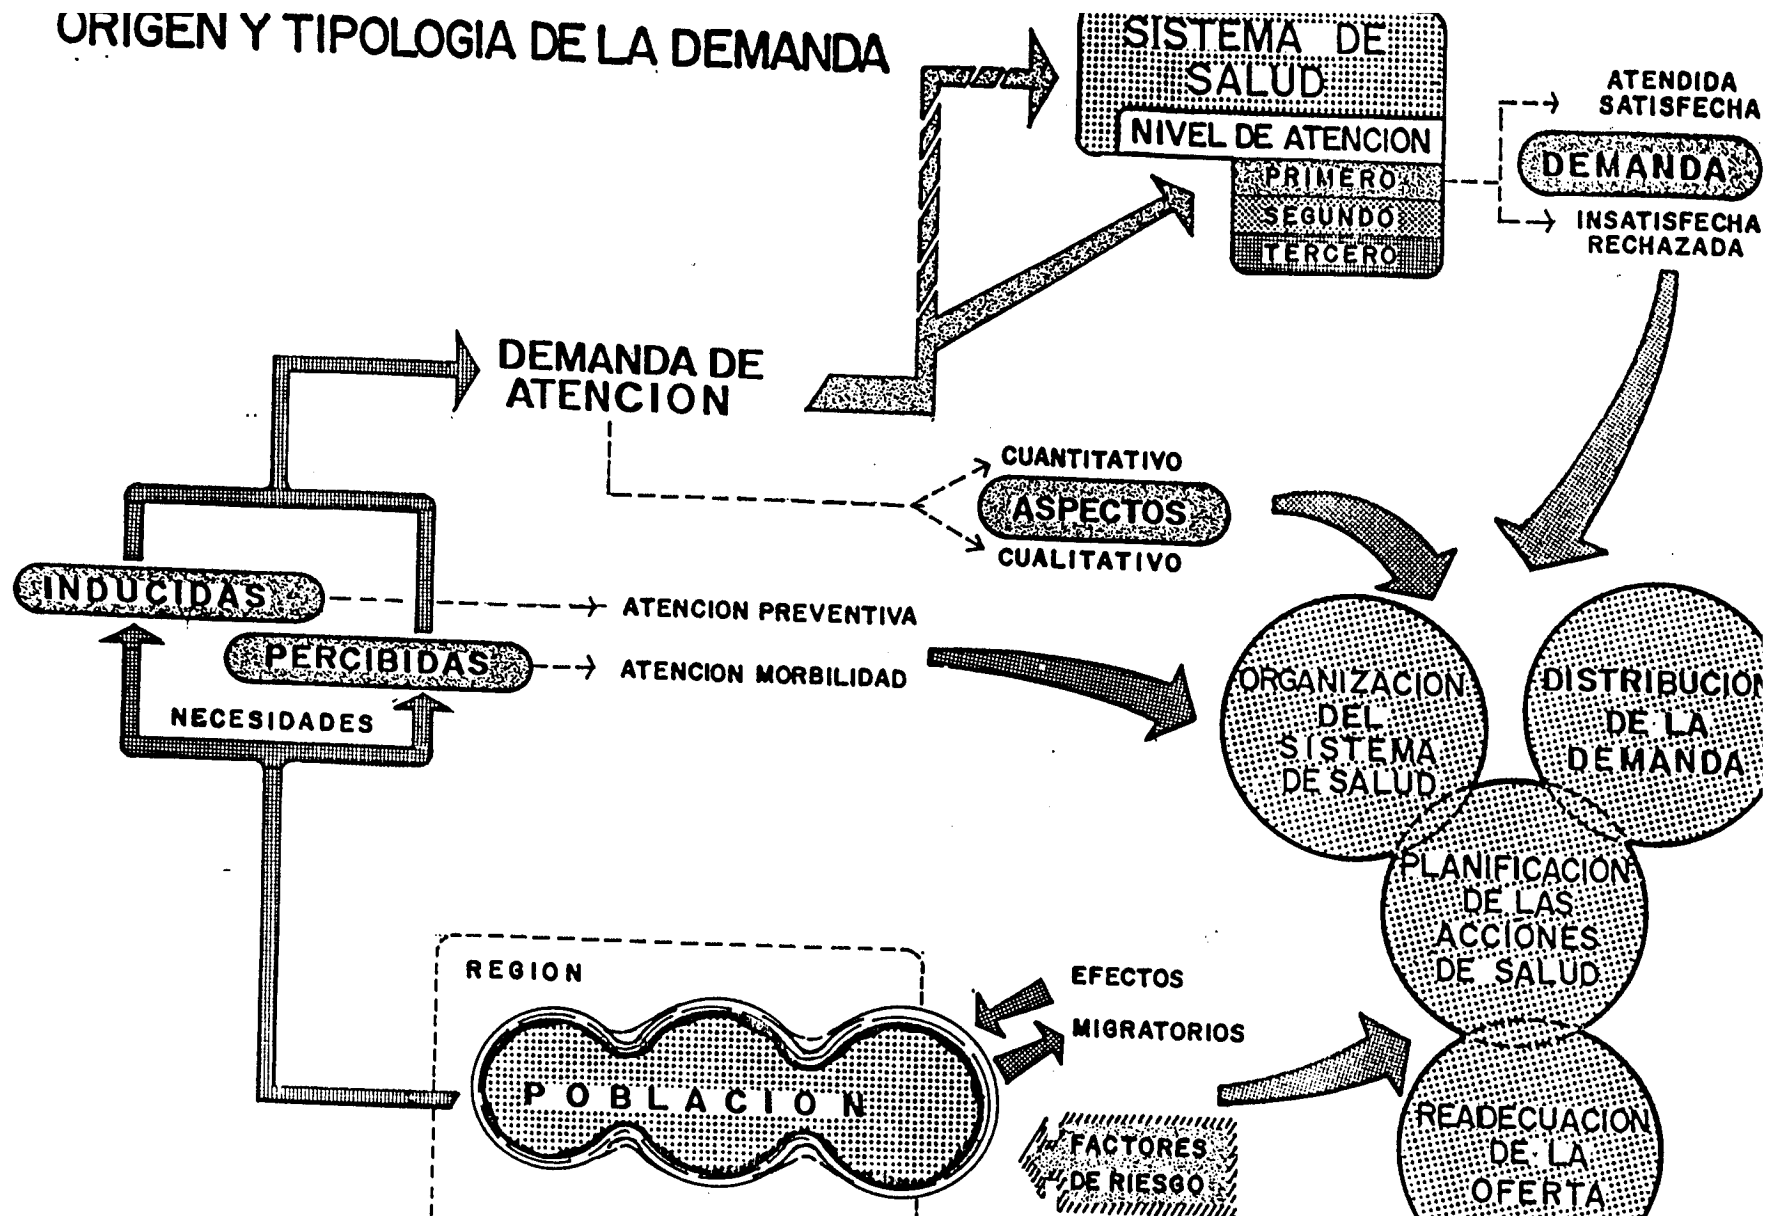 ORIGEN Y TIPOLOGIA DE LA DEMANDA
SISTEMA DE
SALUD
NIVEL DE ATENCION
PRIMERO
SEGUNDO
TERCERO
ATENDIDA
SATISFECHA
DEMANDA
INSATISFECHA
RECHAZADA
DEMANDA DE
ATENCION
CUANTITATIVO
ASPECTOS
CUALITATIVO
INDUCIDAS
ATENCION PREVENTIVA
PERCIBIDAS
ATENCION MORBILIDAD
NECESIDADES
ORGANIZACION
DEL
SISTEMA
DE SALUD
DISTRIBUCION
DE LA
DEMANDA
PLANIFICACION
DE LAS
ACCIONES
DE SALUD
REGION
EFECTOS
MIGRATORIOS
POBLACION
FACTORES
DE RIESGO
READECUACION
DE LA
OFERTA